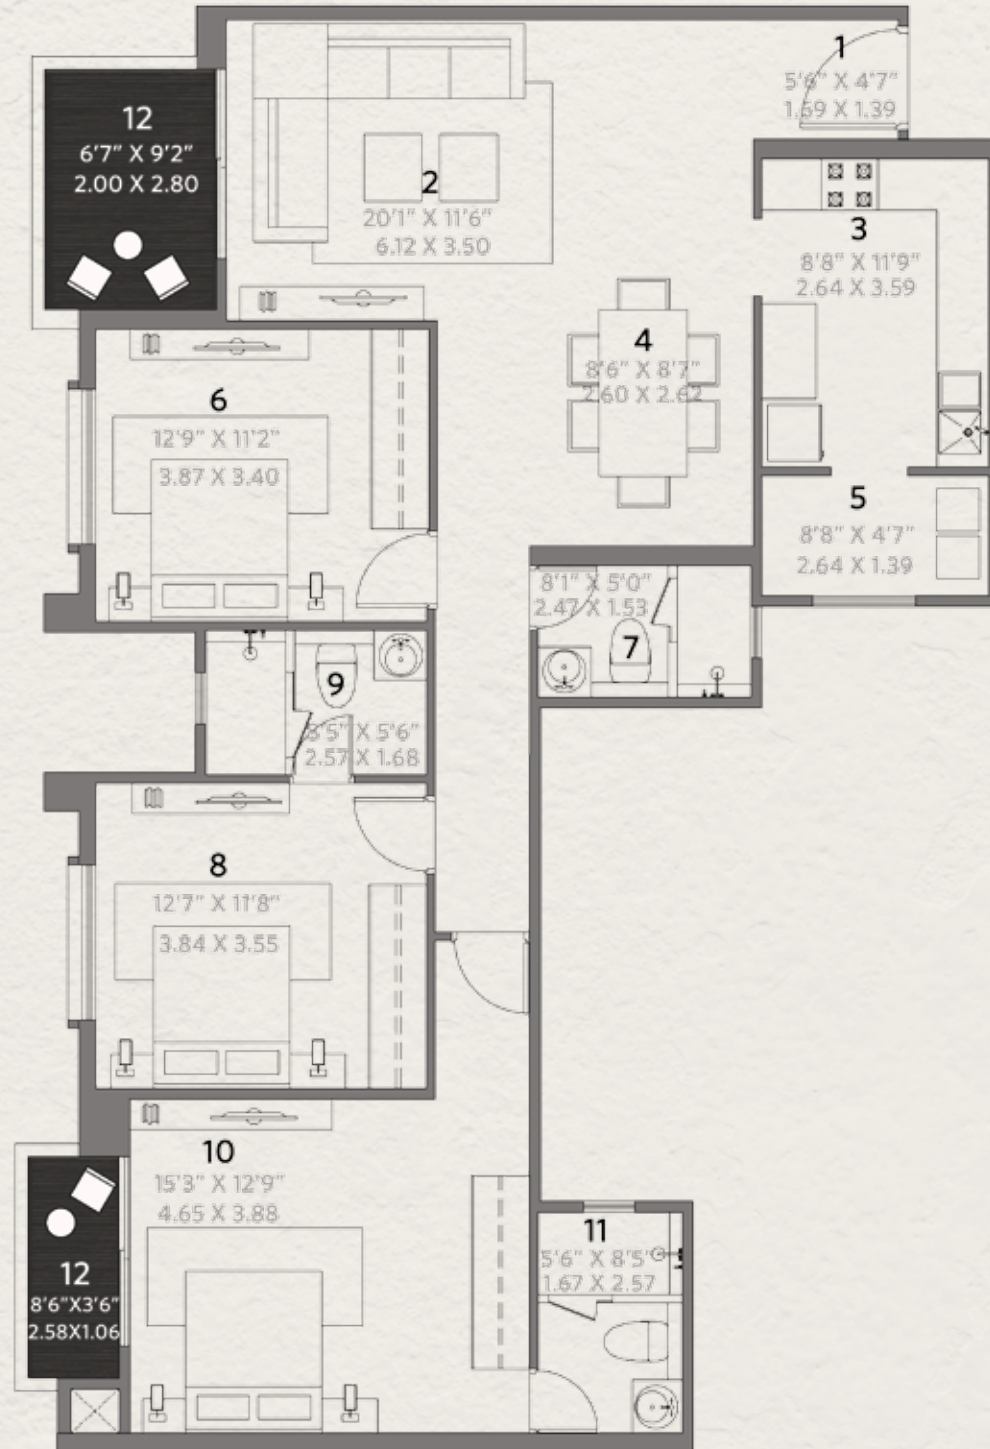 1
5'6” X 4'7”
1.69 X 1.39
12
6'7” X 9'2”
2.00 X 2.80
2
20'1” X 11'6”
6.12 X 3.50
3
8'8” X 11'9”
2.64 X 3.59
4
8'6” X 8'7”
2.60 X 2.62
6
12'9” X 11'2”
3.87 X 3.40
5
8'8” X 4'7”
2.64 X 1.39
8'1” X 5'0”
2.47 X 1.53
7
9
8'5” X 5'6”
2.57 X 1.68
8
12'7” X 11'8”
3.84 X 3.55
10
15'3” X 12'9”
4.65 X 3.88
11
5'6” X 8'5”
1.67 X 2.57
12
8'6”X3'6”
2.58X1.06